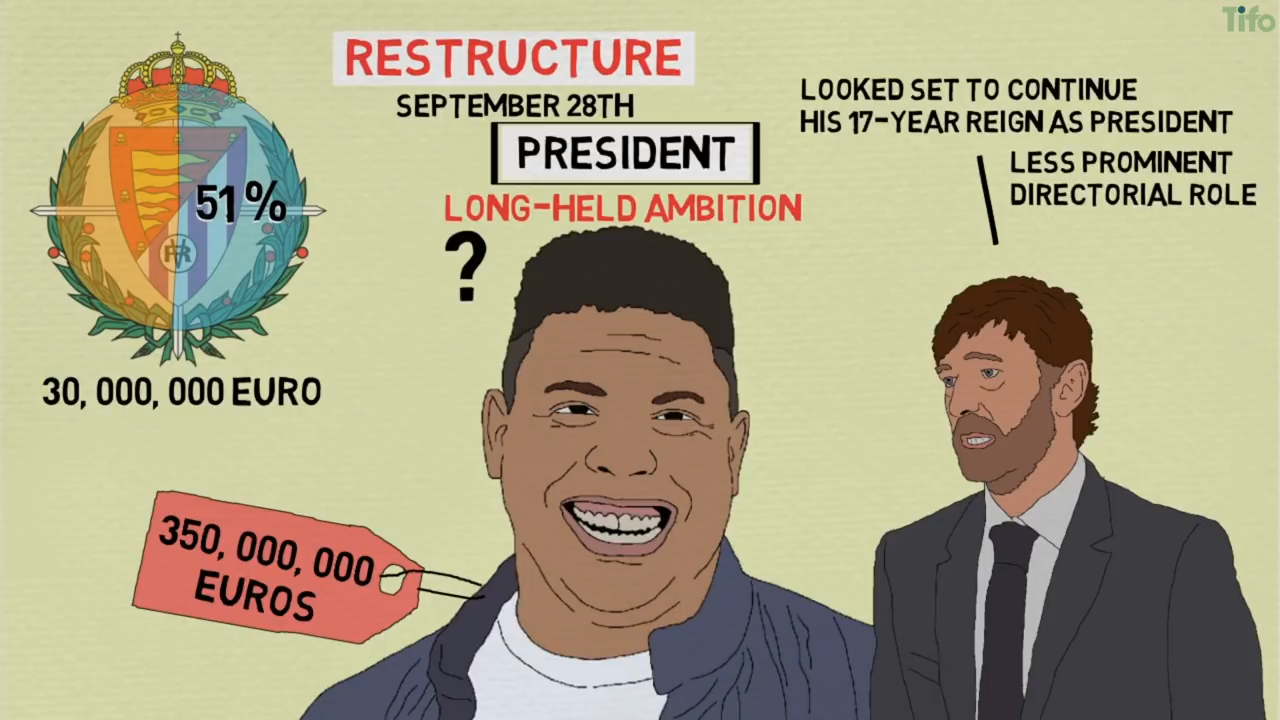 Tifo
RESTRUCTURE
SEPTEMBER 28TH
PRESIDENT
LONG-HELD AMBITION
?
51%
30, 000, 000 EURO
350, 000, 000
EUROS
LOOKED SET TO CONTINUE
HIS 17-YEAR REIGN AS PRESIDENT
LESS PROMINENT
DIRECTORIAL ROLE